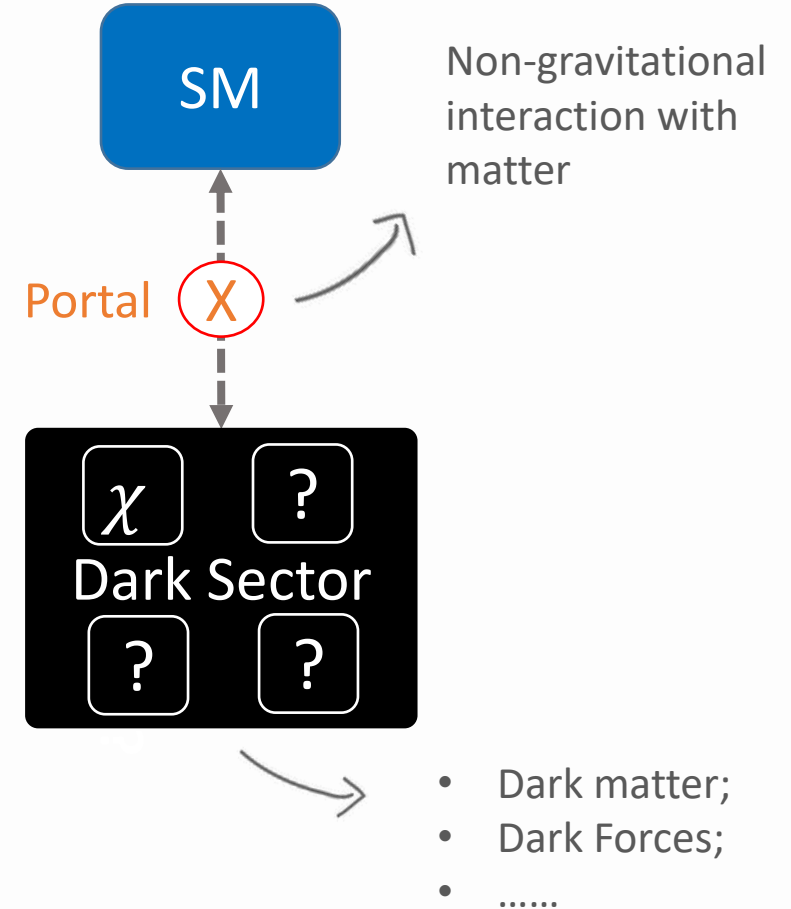 SM
Non-gravitational
interaction with
matter
Portal X
χ ?
Dark Sector
? ?
• Dark matter;
• Dark Forces;
• ......